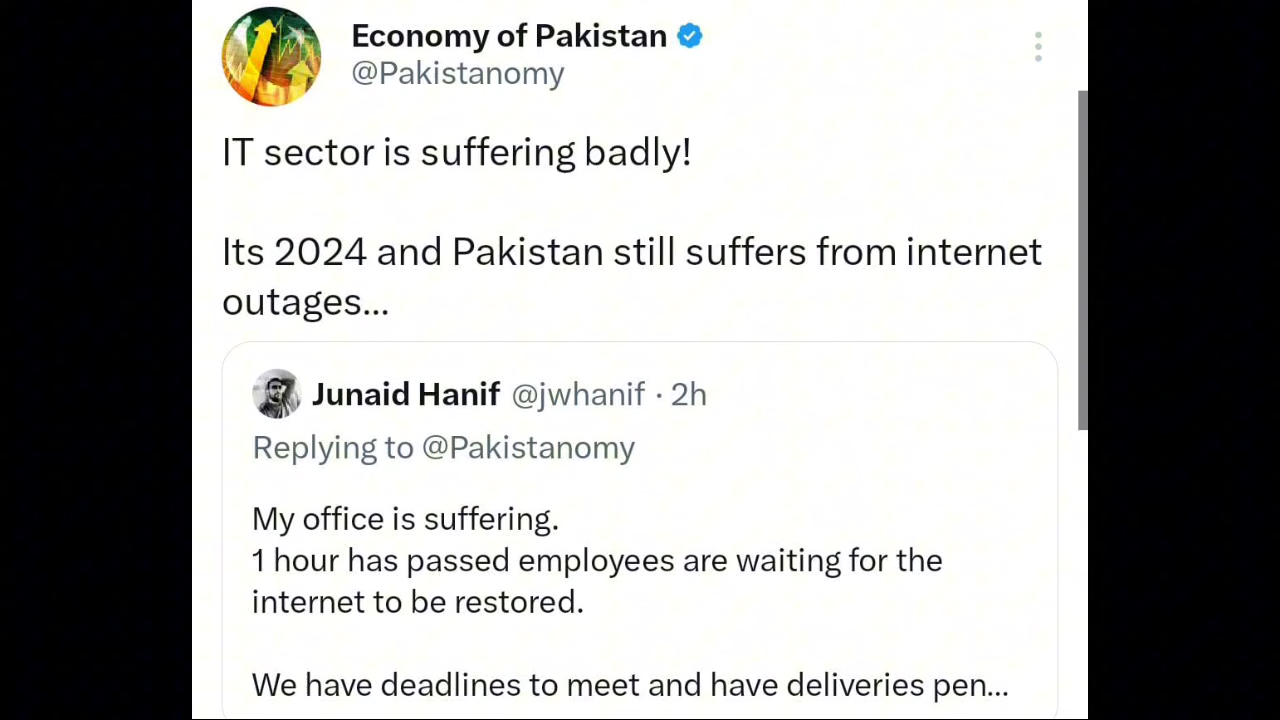 Economy of Pakistan
@Pakistanomy
IT sector is suffering badly!
Its 2024 and Pakistan still suffers from internet
outages...
Junaid Hanif @jwhanif · 2h
Replying to @Pakistanomy
My office is suffering.
1 hour has passed employees are waiting for the
internet to be restored.
We have deadlines to meet and have deliveries pen...